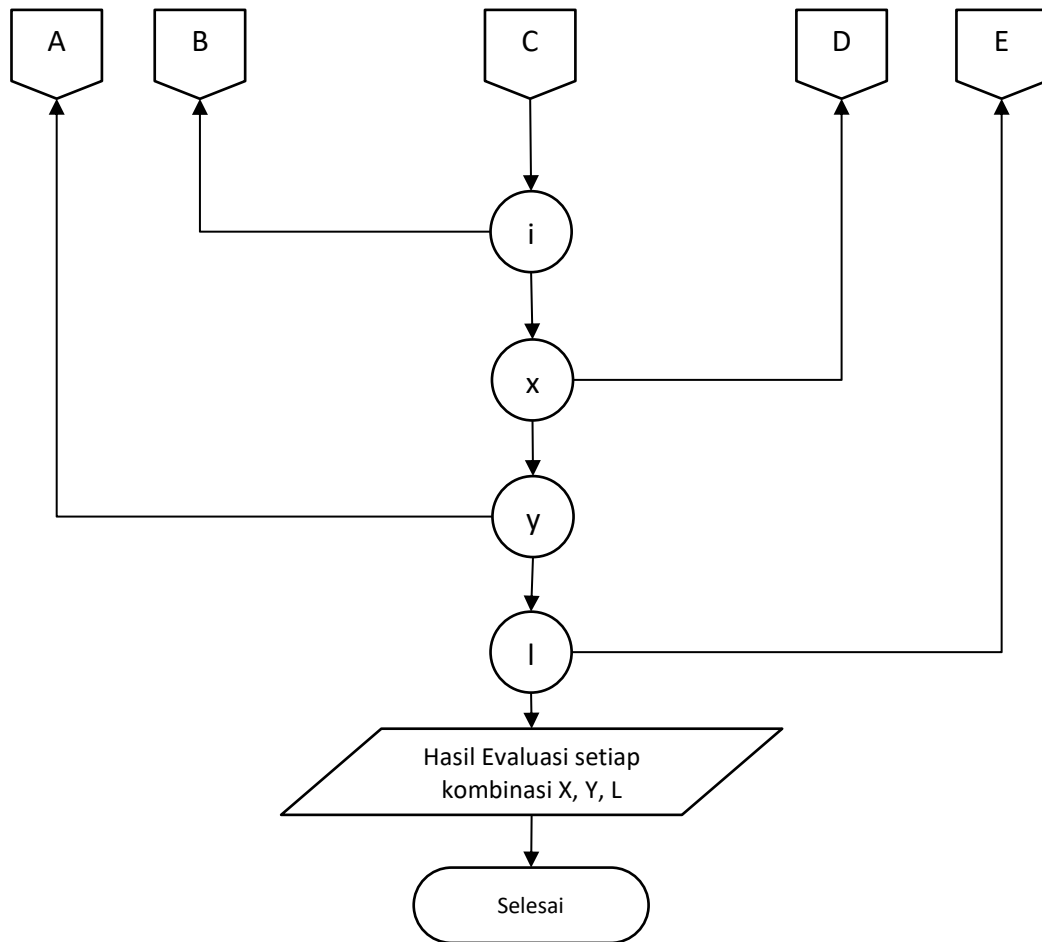 A
B
C
D
E
i
x
y
l
Hasil Evaluasi setiap
kombinasi X, Y, L
Selesai